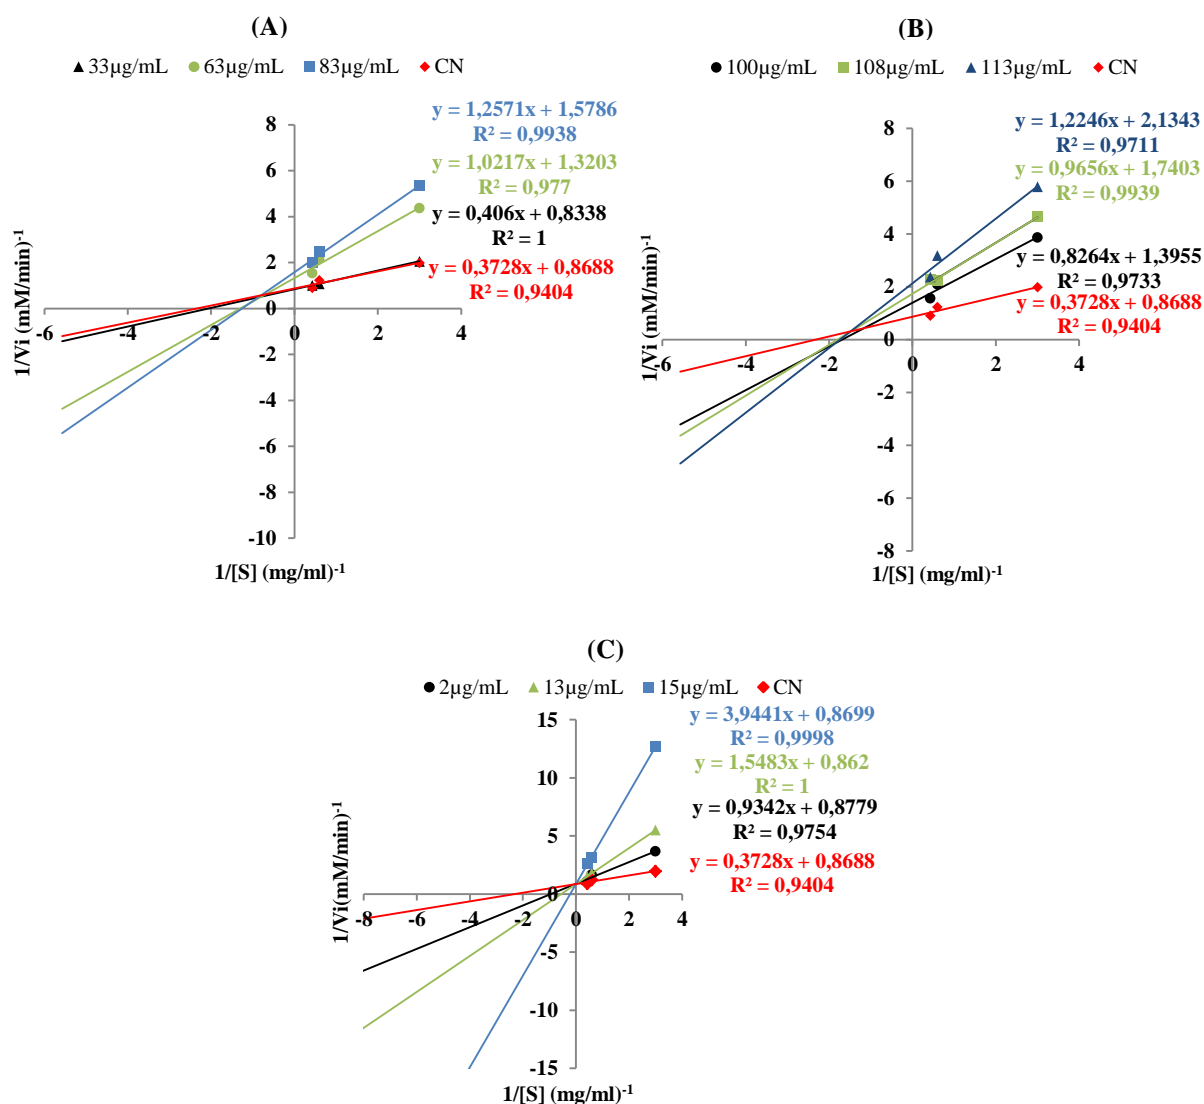 (A)
33µg/mL 63µg/mL 83µg/mL CN
y = 1,2571x + 1,5786
R² = 0,9938
y = 1,0217x + 1,3203
R² = 0,977
y = 0,406x + 0,8338
R² = 1
y = 0,3728x + 0,8688
R² = 0,9404
8
6
4
2
0
-2
-4
-6
-8
-10
-6 -4 -2 0 2 4
1/Vi (mM/min)⁻¹
1/[S] (mg/ml)⁻¹
(B)
100µg/mL 108µg/mL 113µg/mL CN
y = 1,2246x + 2,1343
R² = 0,9711
y = 0,9656x + 1,7403
R² = 0,9939
y = 0,8264x + 1,3955
R² = 0,9733
y = 0,3728x + 0,8688
R² = 0,9404
8
6
4
2
0
-2
-4
-6
-8
-6 -4 -2 0 2 4
1/Vi (mM/min)⁻¹
1/[S] (mg/ml)⁻¹
(C)
2µg/mL 13µg/mL 15µg/mL CN
y = 3,9441x + 0,8699
R² = 0,9998
y = 1,5483x + 0,862
R² = 1
y = 0,9342x + 0,8779
R² = 0,9754
y = 0,3728x + 0,8688
R² = 0,9404
15
10
5
0
-5
-10
-15
-8 -6 -4 -2 0 2 4
1/Vi(mM/min)⁻¹
1/[S] (mg/ml)⁻¹